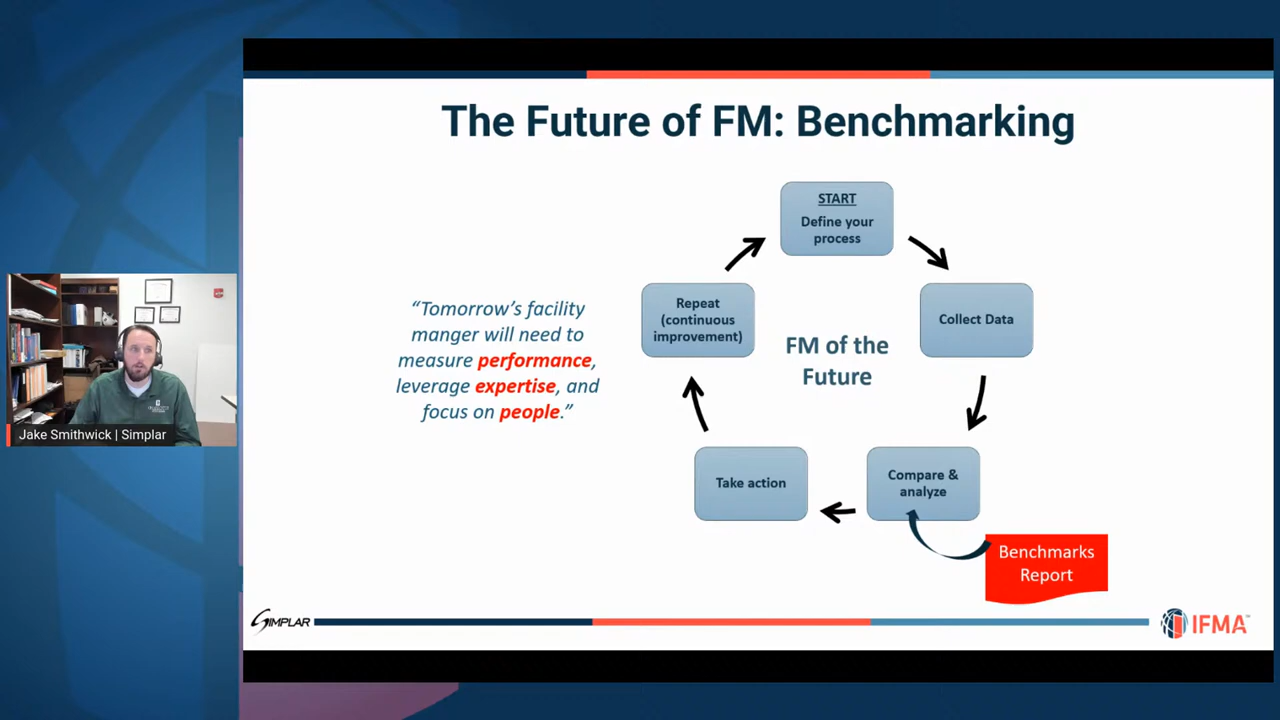 The Future of FM: Benchmarking
START
Define your
process
Collect Data
Compare &
analyze
Benchmarks
Report
Take action
Repeat
(continuous
improvement)
FM of the
Future
“Tomorrow’s facility
manger will need to
measure performance,
leverage expertise, and
focus on people.”
Jake Smithwick | Simplar
SIMPLAR
IFMA™